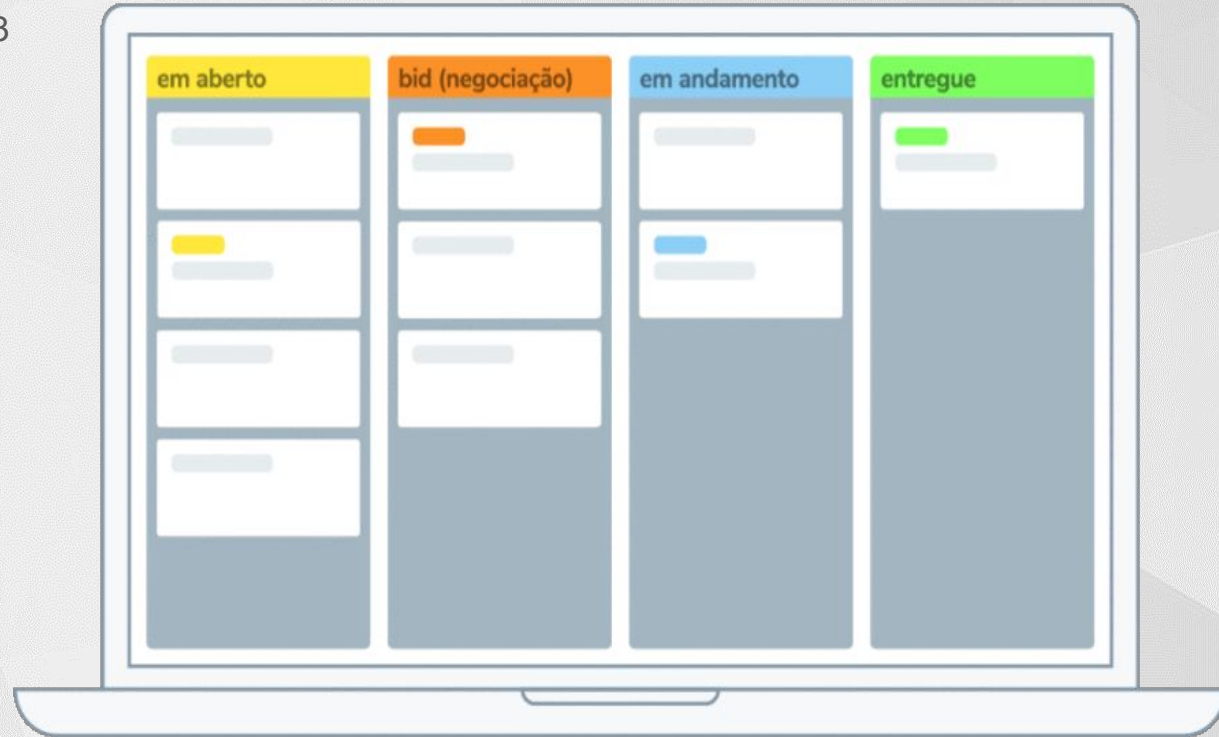 em aberto
bid (negociação)
em andamento
entregue